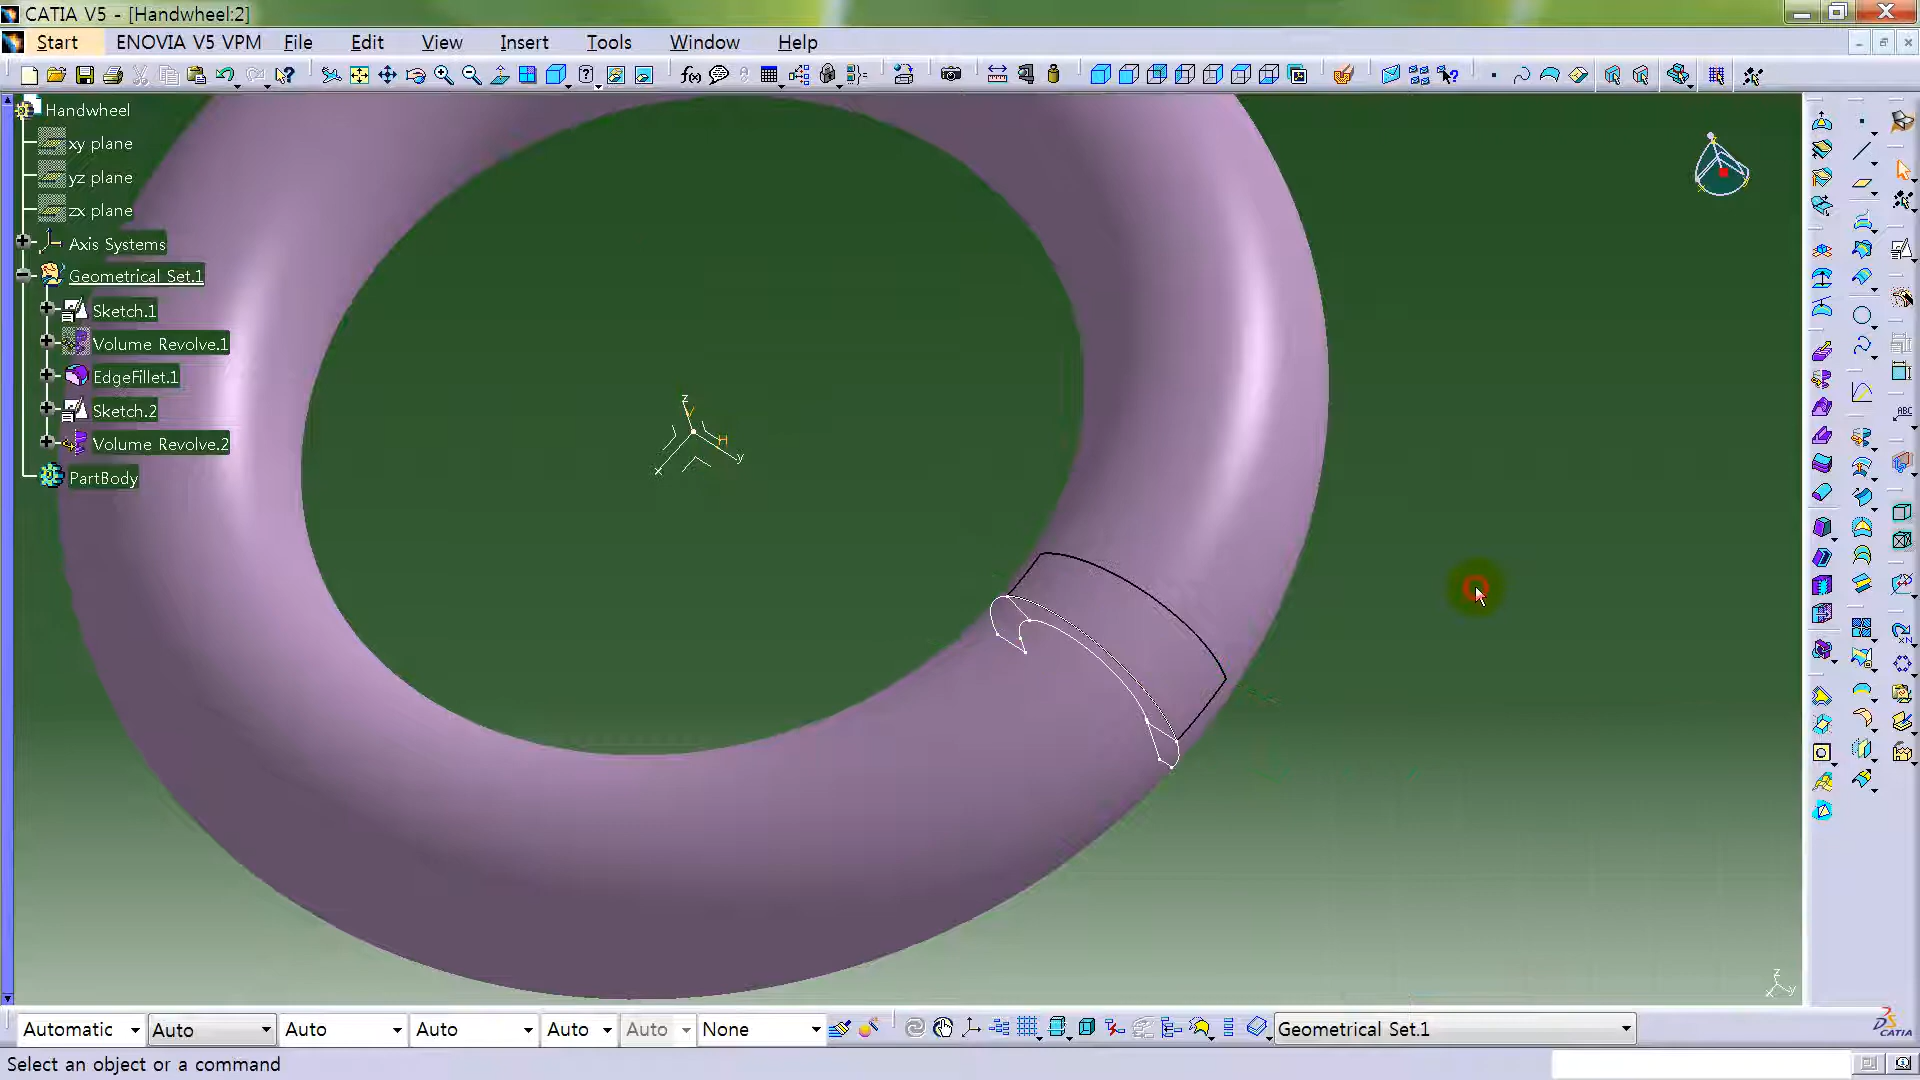 CATIA V5 - [Handwheel:2]
Start ENOVIA V5 VPM File Edit View Insert Tools Window Help
Handwheel
xy plane
yz plane
zx plane
Axis Systems
Geometrical Set.1
Sketch.1
Volume Revolve.1
EdgeFillet.1
Sketch.2
Volume Revolve.2
PartBody
z
H
x
y
z
x y
Automatic Auto Auto Auto Auto Auto None Geometrical Set.1
CATIA
Select an object or a command